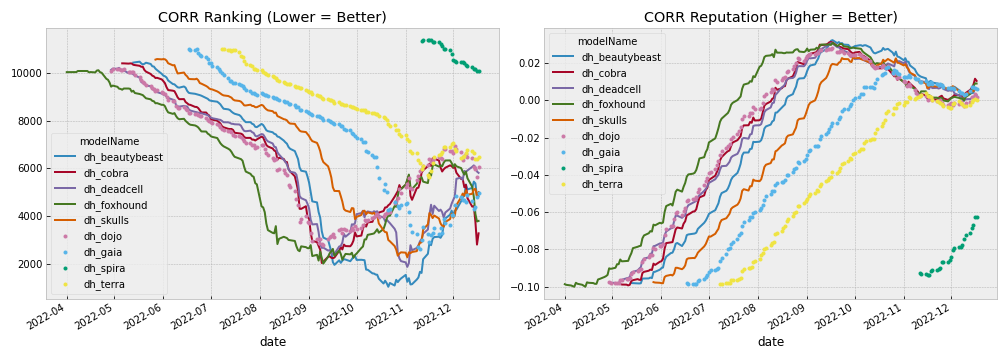 CORR Ranking (Lower = Better)
10000
8000
6000
4000
2000
modelName
dh_beautybeast
dh_cobra
dh_deadcell
dh_foxhound
dh_skulls
dh_dojo
dh_gaia
dh_spira
dh_terra
2022-04
2022-05
2022-06
2022-07
2022-08
2022-09
2022-10
2022-11
2022-12
date
CORR Reputation (Higher = Better)
0.02
0.00
−0.02
−0.04
−0.06
−0.08
−0.10
modelName
dh_beautybeast
dh_cobra
dh_deadcell
dh_foxhound
dh_skulls
dh_dojo
dh_gaia
dh_spira
dh_terra
2022-04
2022-05
2022-06
2022-07
2022-08
2022-09
2022-10
2022-11
2022-12
date